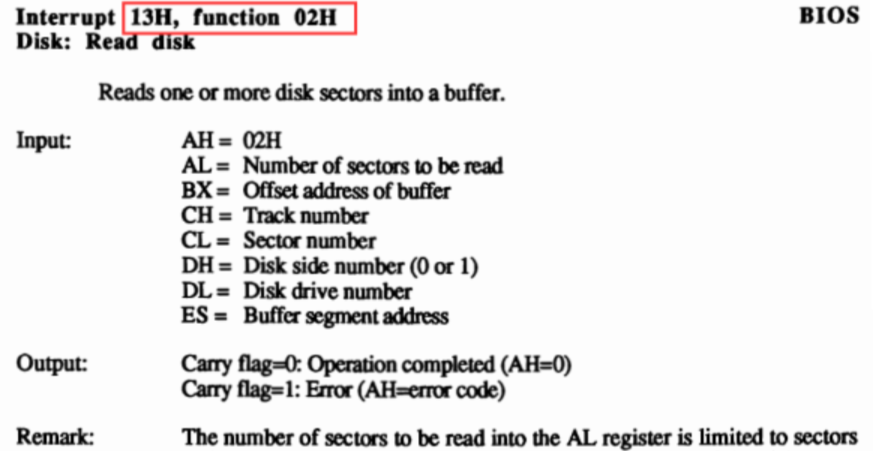 Interrupt 13H, function 02H BIOS
Disk: Read disk
Reads one or more disk sectors into a buffer.
Input: AH = 02H
AL = Number of sectors to be read
BX = Offset address of buffer
CH = Track number
CL = Sector number
DH = Disk side number (0 or 1)
DL = Disk drive number
ES = Buffer segment address
Output: Carry flag=0: Operation completed (AH=0)
Carry flag=1: Error (AH=error code)
Remark: The number of sectors to be read into the AL register is limited to sectors